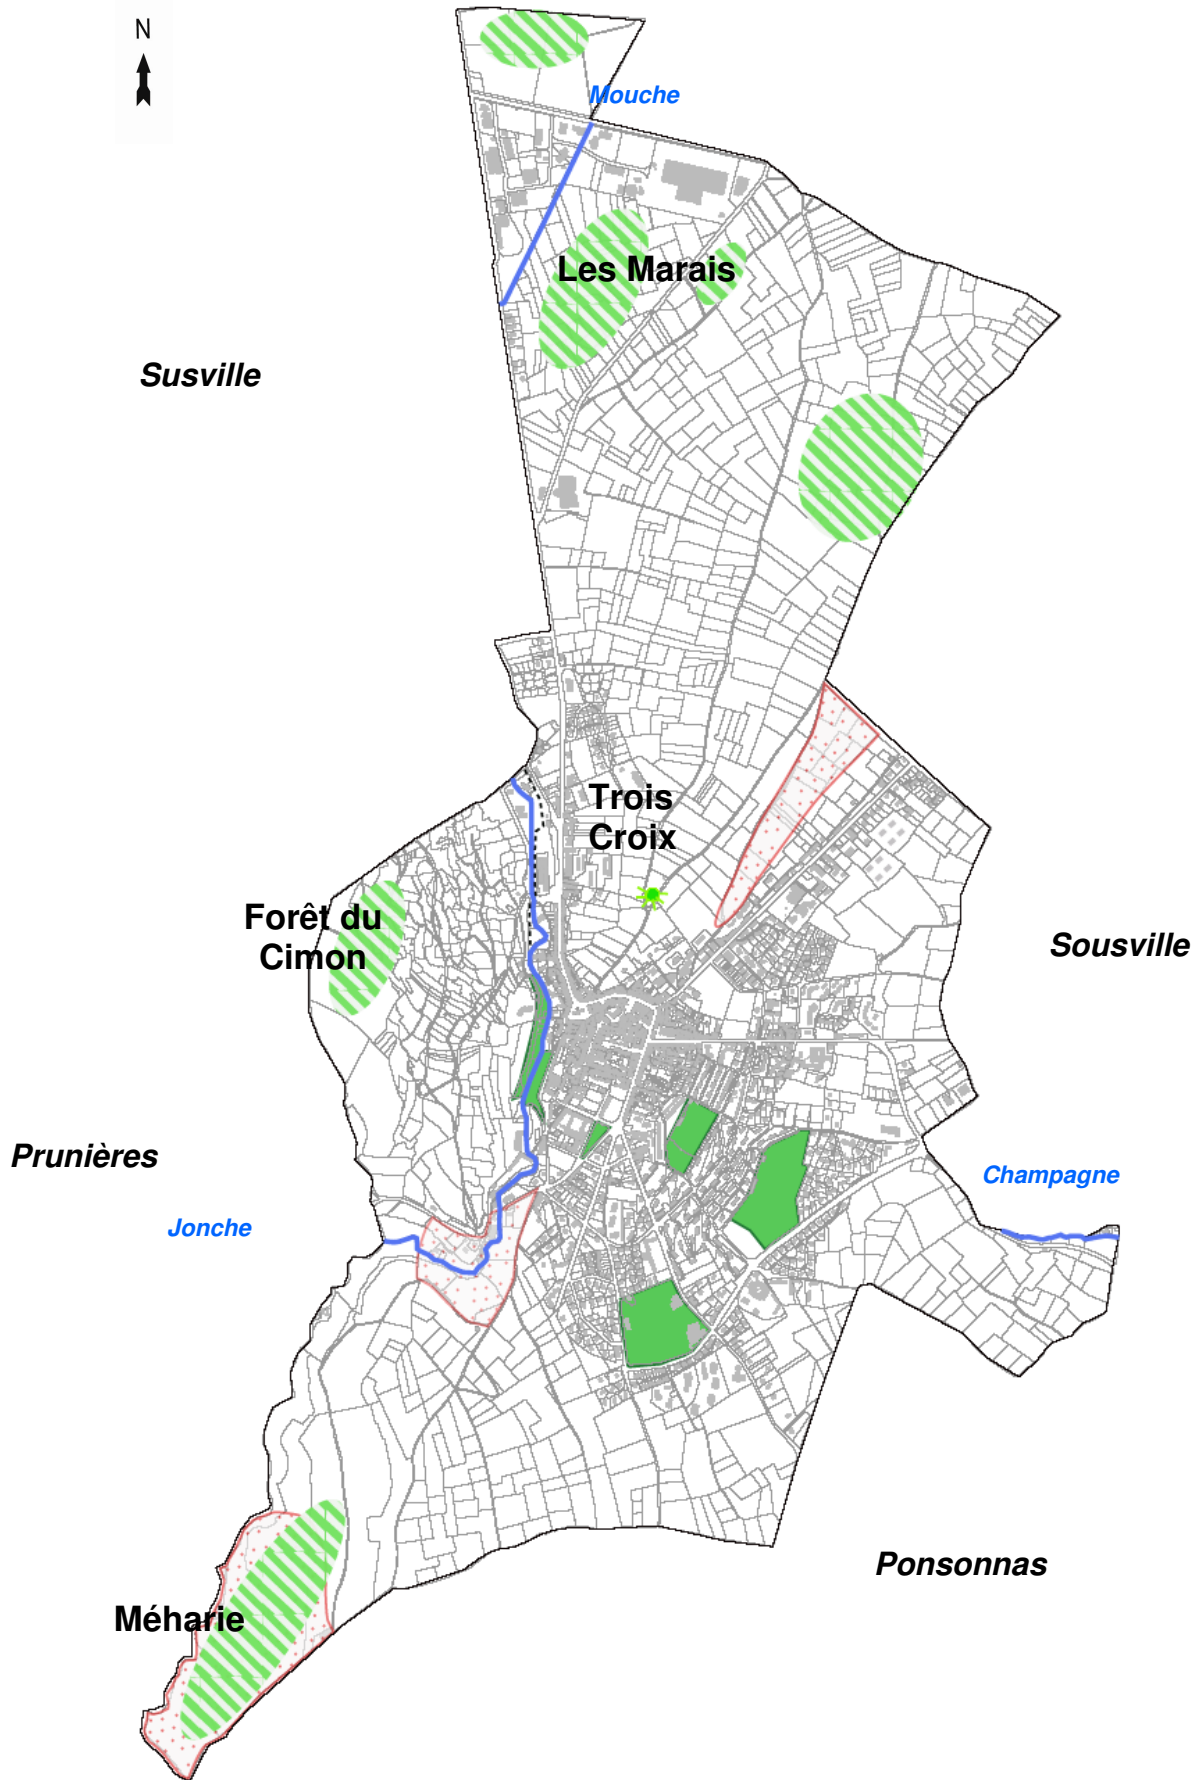 N
Mouche
Les Marais
Susville
Trois
Croix
Forêt du
Cimon
Sousville
Prunières
Champagne
Jonche
Ponsonnas
Méharie